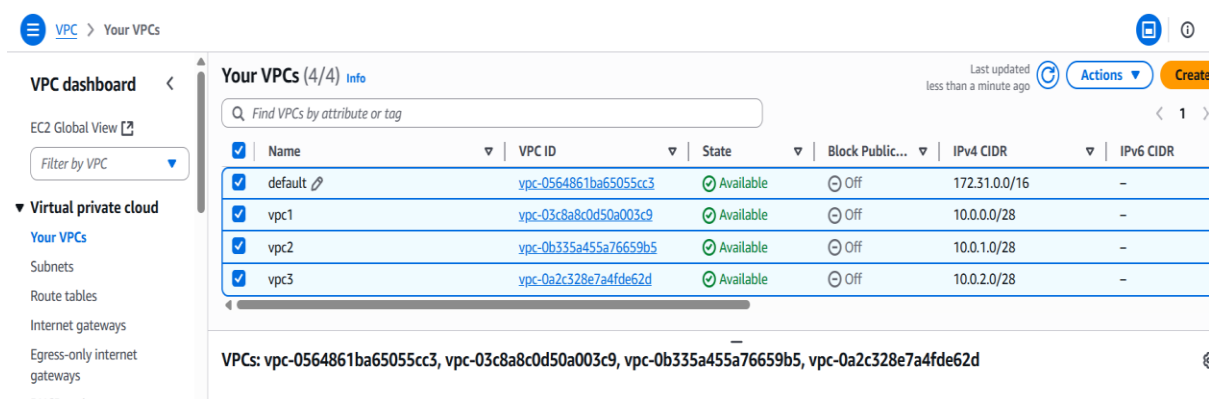 VPC > Your VPCs
VPC dashboard
EC2 Global View
Filter by VPC
Virtual private cloud
Your VPCs
Subnets
Route tables
Internet gateways
Egress-only internet
gateways
Your VPCs (4/4) Info
Last updated
less than a minute ago
Actions
Create
Find VPCs by attribute or tag
1
Name VPC ID State Block Public... IPv4 CIDR IPv6 CIDR
default vpc-0564861ba65055cc3 Available Off 172.31.0.0/16 –
vpc1 vpc-03c8a8c0d50a003c9 Available Off 10.0.0.0/28 –
vpc2 vpc-0b335a455a76659b5 Available Off 10.0.1.0/28 –
vpc3 vpc-0a2c328e7a4fde62d Available Off 10.0.2.0/28 –
VPCs: vpc-0564861ba65055cc3, vpc-03c8a8c0d50a003c9, vpc-0b335a455a76659b5, vpc-0a2c328e7a4fde62d